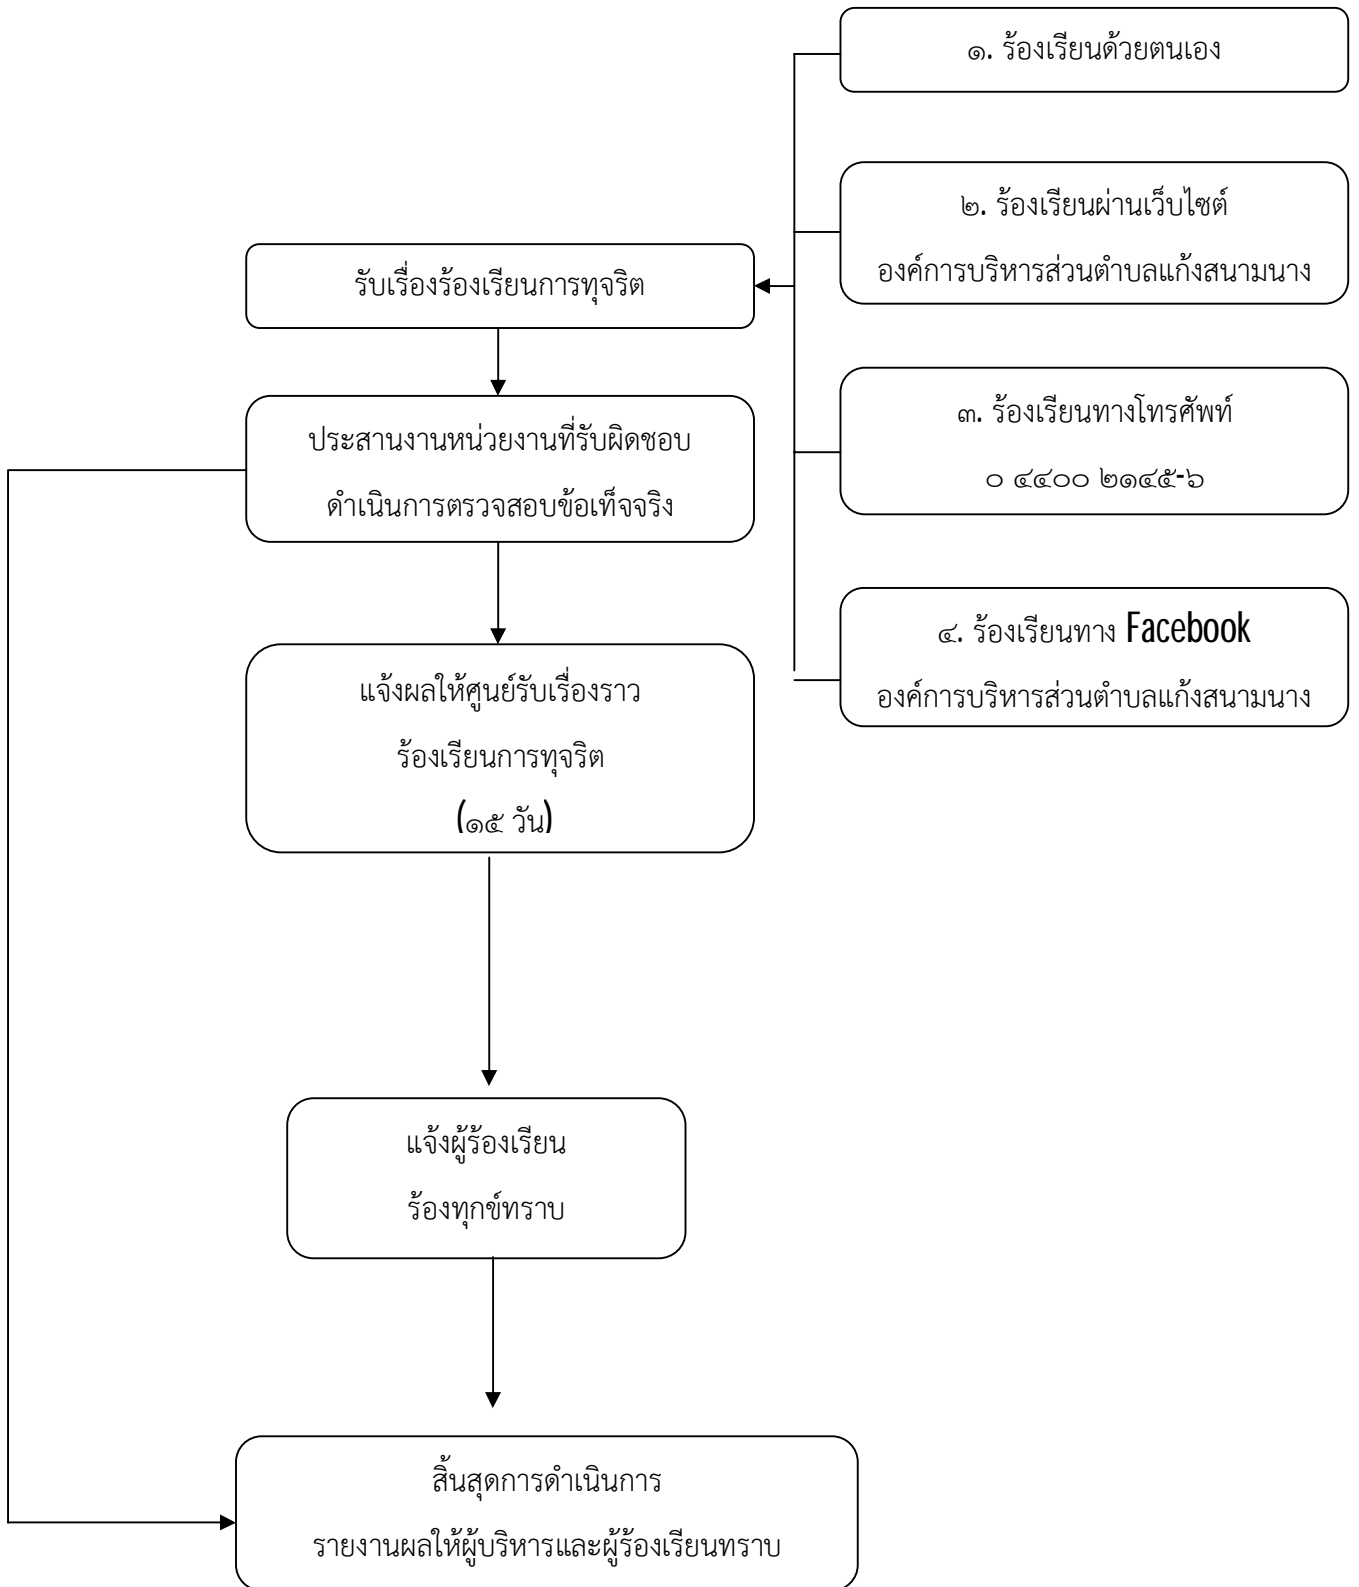 ๑. ร้องเรียนด้วยตนเอง
๒. ร้องเรียนผ่านเว็บไซต์
องค์การบริหารส่วนตำบลแก้งสนามนาง
รับเรื่องร้องเรียนการทุจริต
๓. ร้องเรียนทางโทรศัพท์
๐ ๔๔๐๐ ๒๑๔๕-๖
ประสานงานหน่วยงานที่รับผิดชอบ
ดำเนินการตรวจสอบข้อเท็จจริง
๔. ร้องเรียนทาง Facebook
องค์การบริหารส่วนตำบลแก้งสนามนาง
แจ้งผลให้ศูนย์รับเรื่องราว
ร้องเรียนการทุจริต
(๑๕ วัน)
แจ้งผู้ร้องเรียน
ร้องทุกข์ทราบ
สิ้นสุดการดำเนินการ
รายงานผลให้ผู้บริหารและผู้ร้องเรียนทราบ